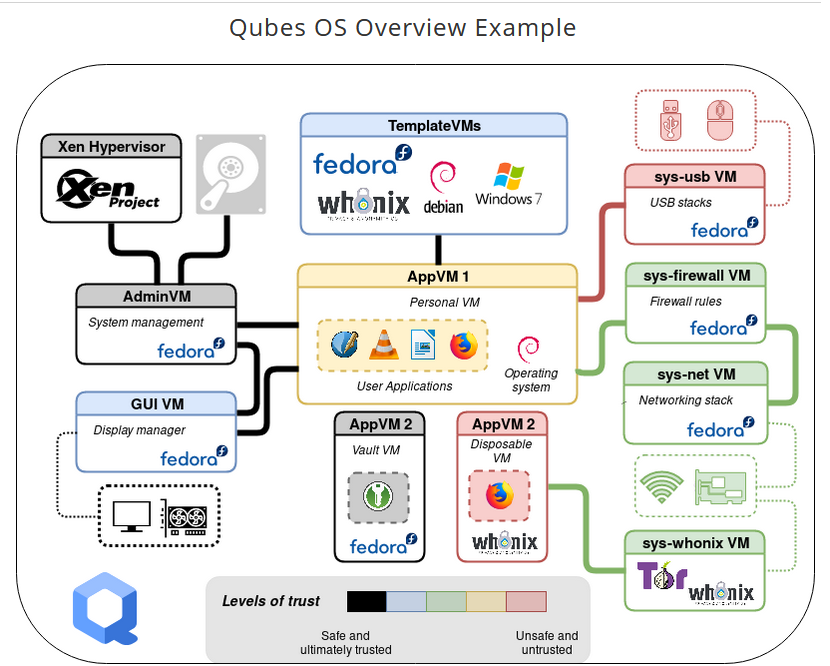 Qubes OS Overview Example
Xen Hypervisor
Xen
Project
TemplateVMs
fedora
whonix
debian
Windows 7
sys-usb VM
USB stacks
fedora
AdminVM
System management
fedora
AppVM 1
Personal VM
User Applications
Operating
system
sys-firewall VM
Firewall rules
fedora
GUI VM
Display manager
fedora
sys-net VM
Networking stack
fedora
AppVM 2
Vault VM
fedora
AppVM 2
Disposable
VM
whonix
sys-whonix VM
Tor
whonix
Levels of trust
Safe and
ultimately trusted
Unsafe and
untrusted